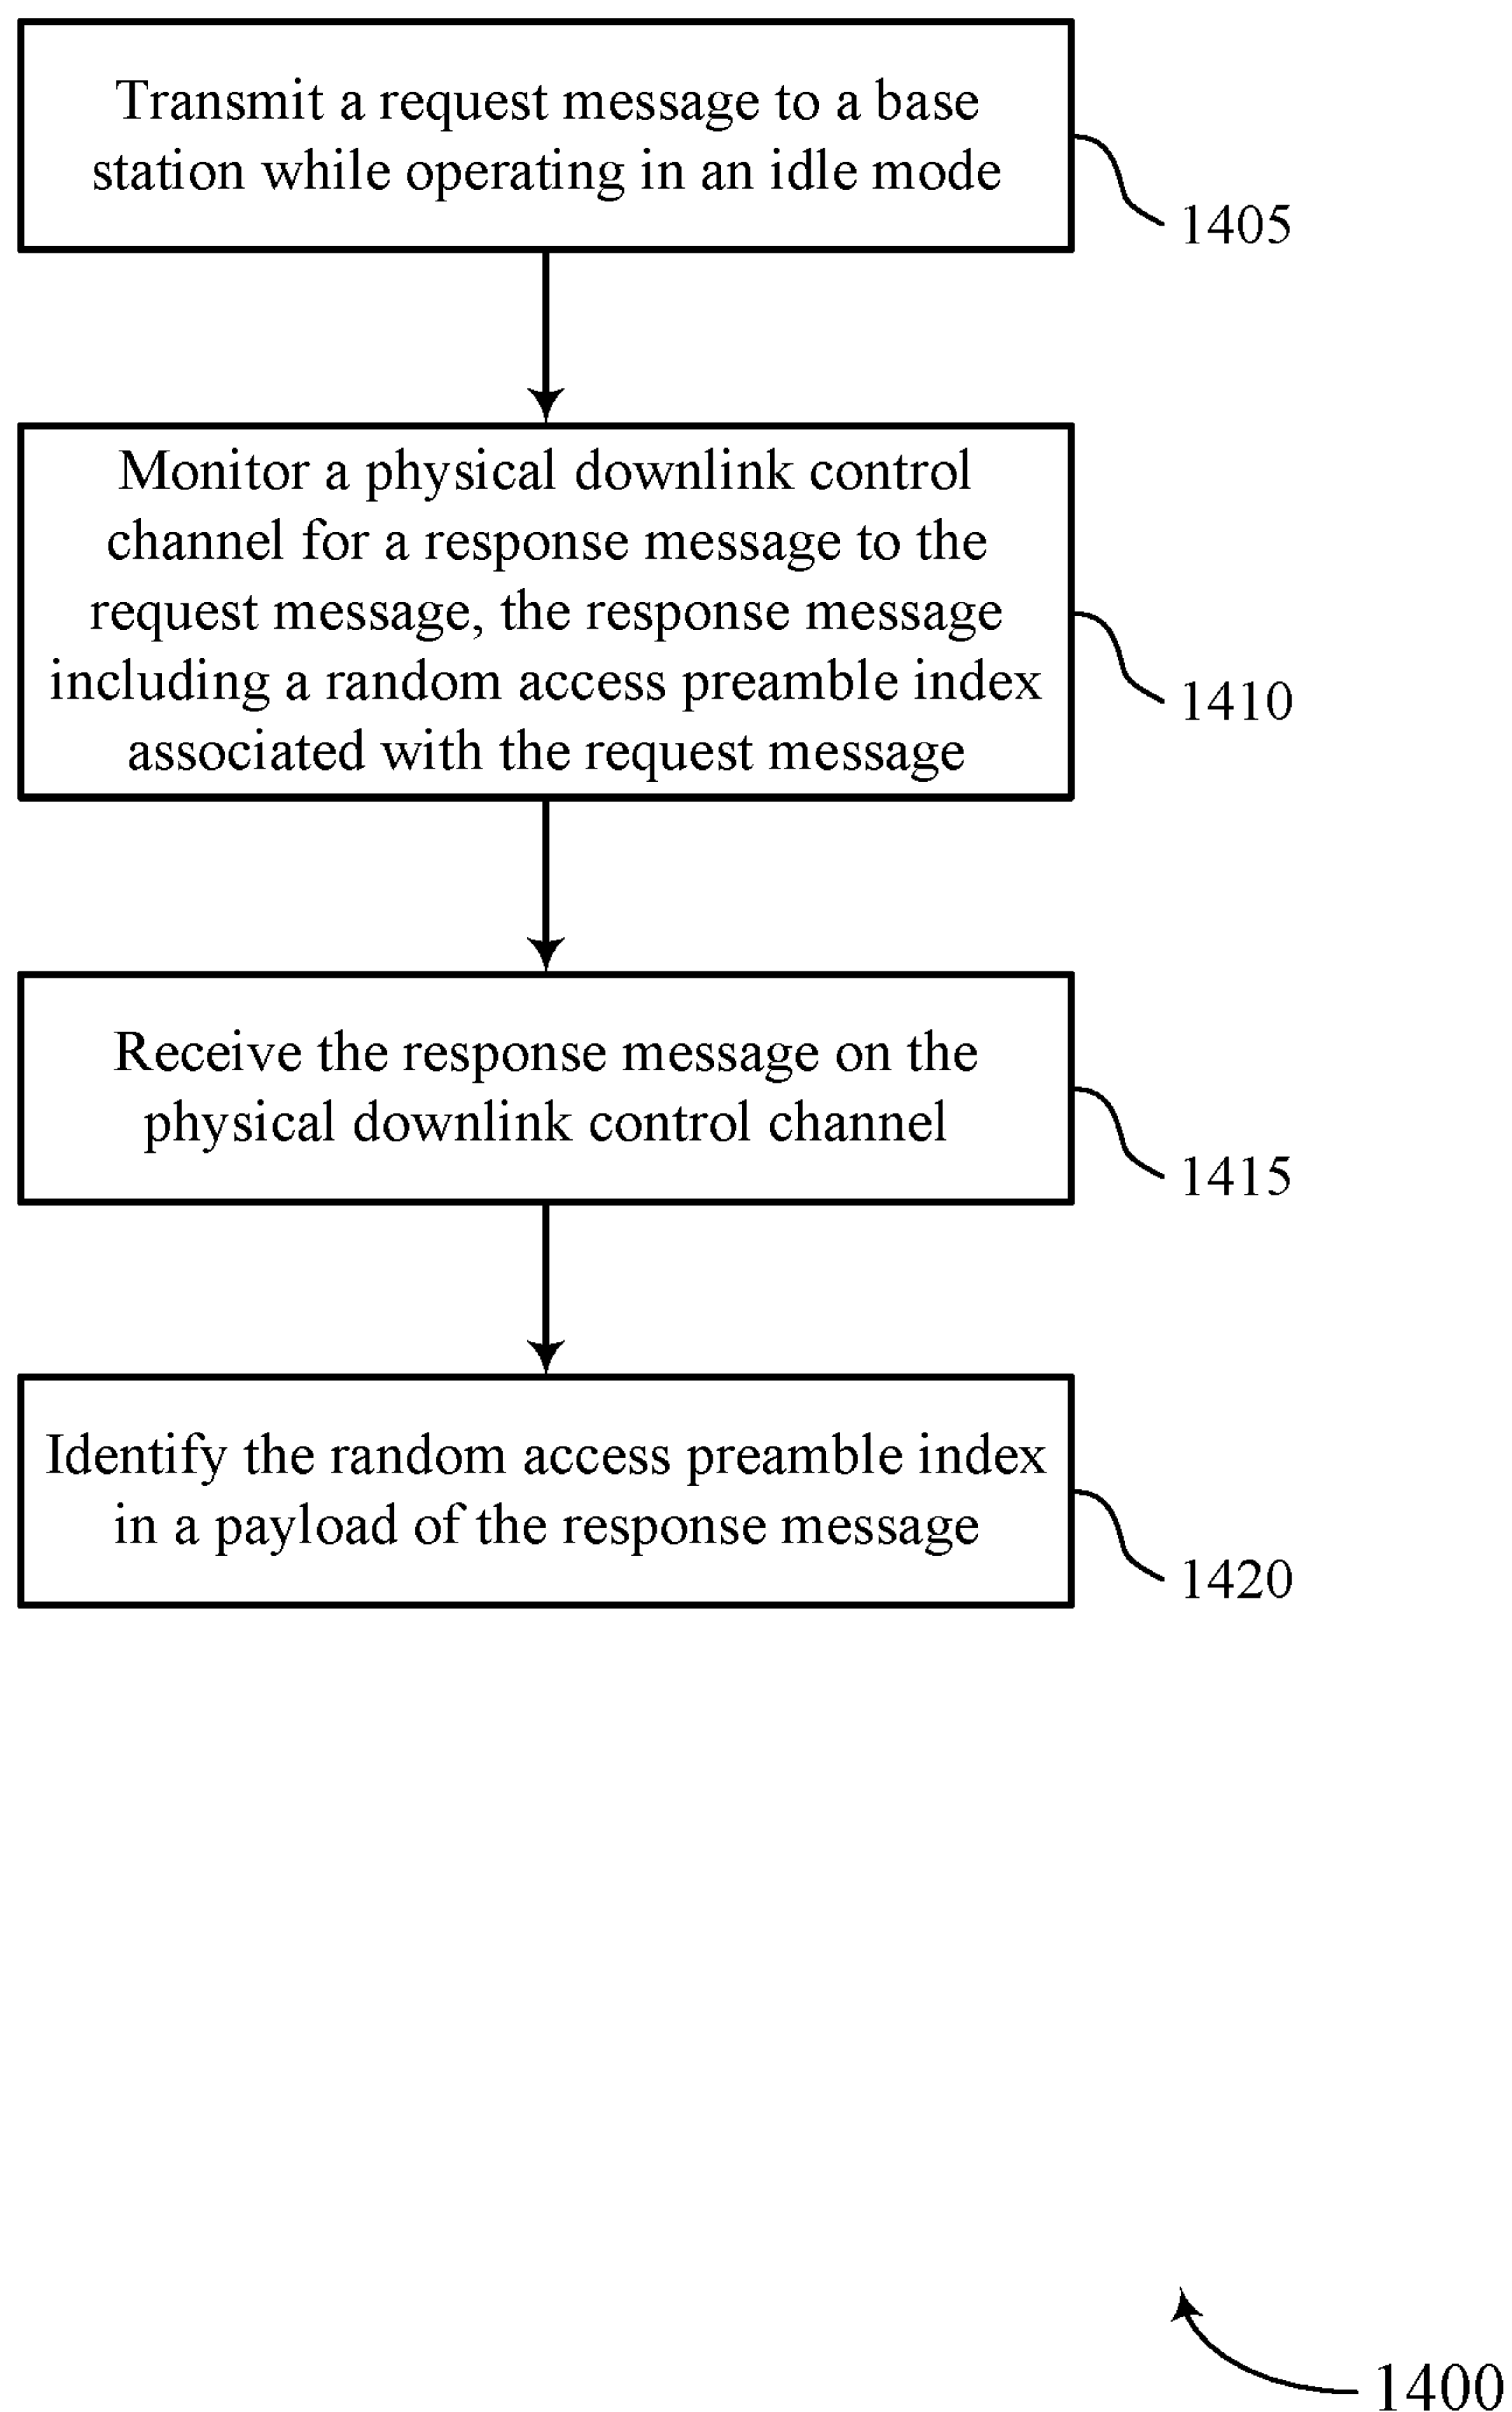 Transmit a request message to a base
station while operating in an idle mode
1405
Monitor a physical downlink control
channel for a response message to the
request message, the response message
including a random access preamble index
associated with the request message
1410
Receive the response message on the
physical downlink control channel
1415
Identify the random access preamble index
in a payload of the response message
1420
1400